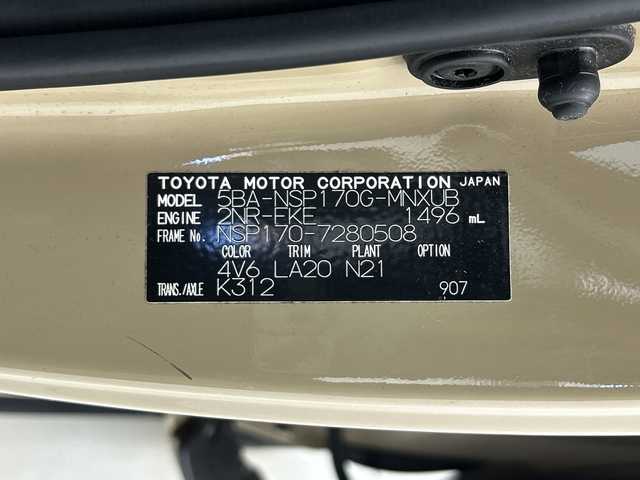 TOYOTA MOTOR CORPORATION JAPAN
MODEL 5BA-NSP170G-MNXUB
ENGINE 2NR-FKE 1496 mL
FRAME No. NSP170-7280508
COLOR TRIM PLANT OPTION
4V6 LA20 N21
TRANS./AXLE K312 907